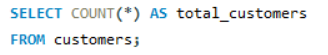 SELECT COUNT(*) AS total_customers
FROM customers;